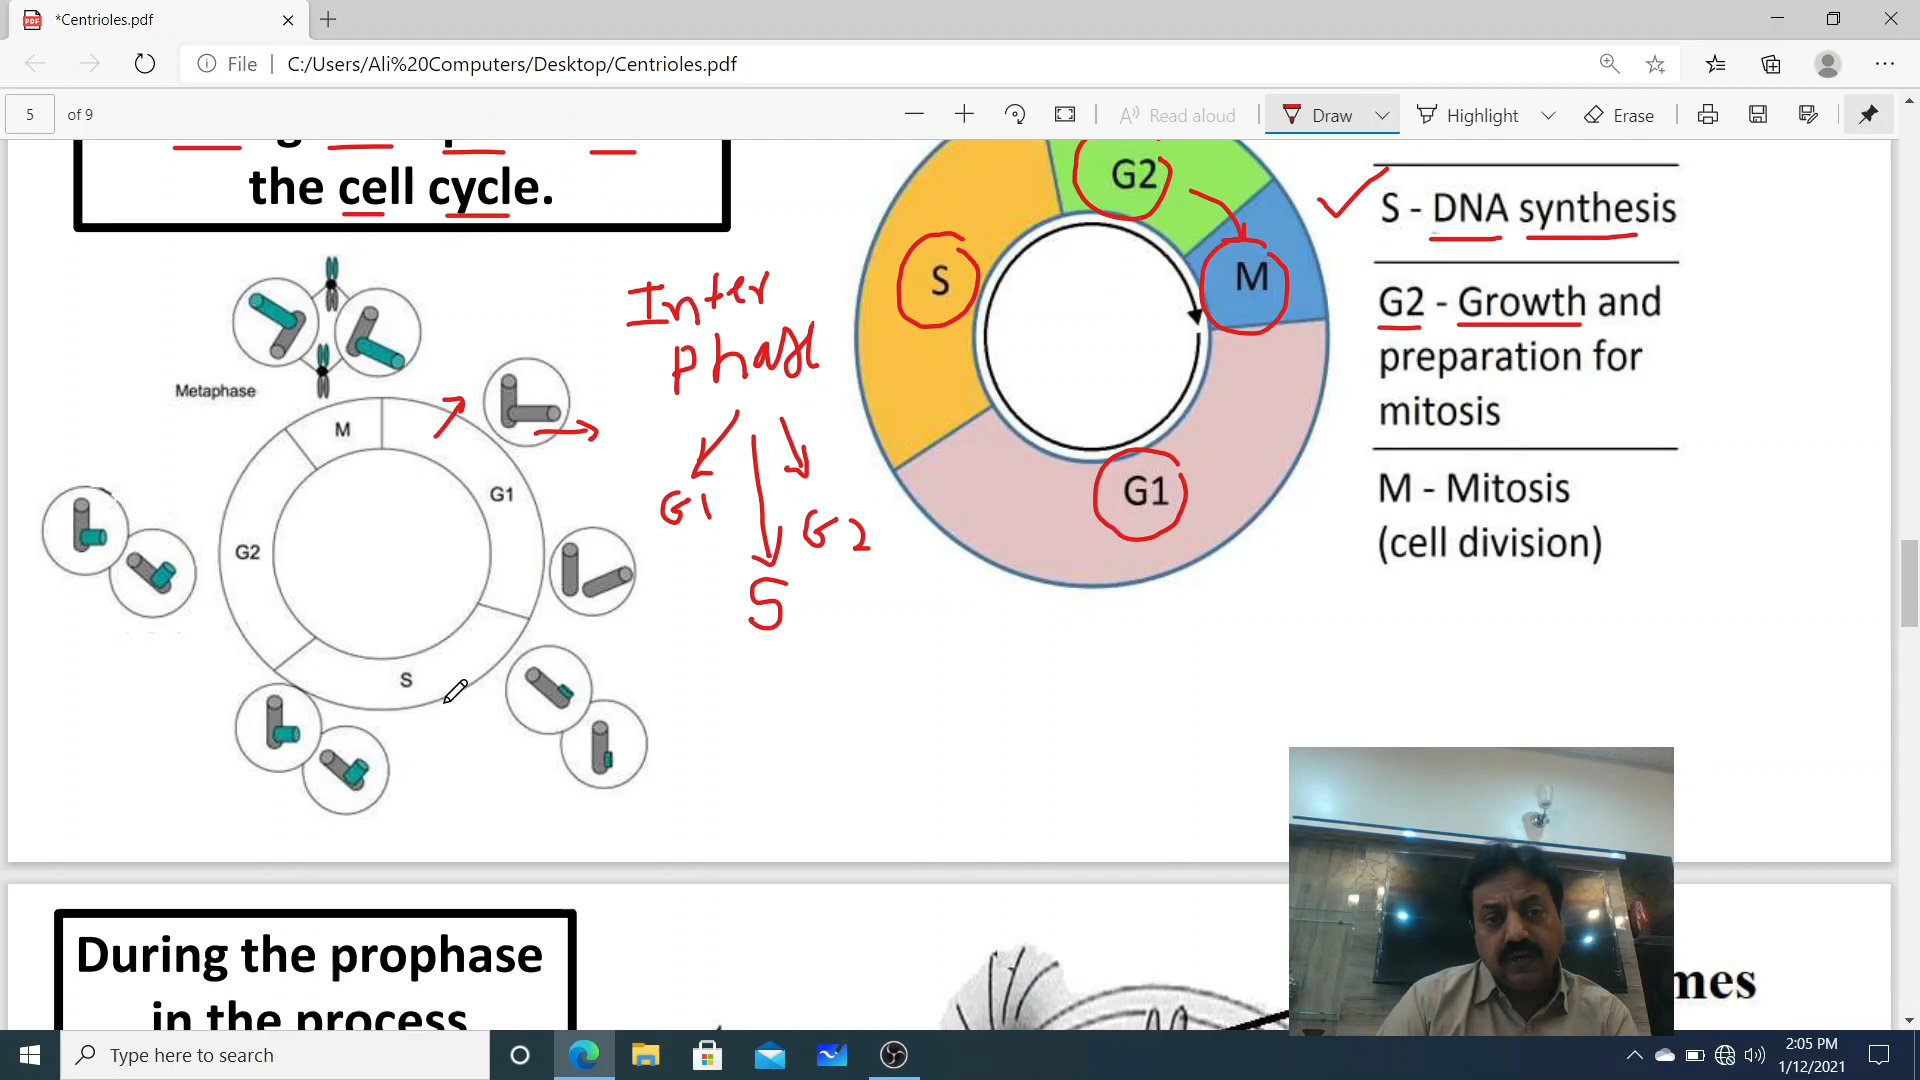 *Centrioles.pdf
File
C:/Users/Ali%20Computers/Desktop/Centrioles.pdf
5 of 9
Read aloud
Draw
Highlight
Erase
the cell cycle.
Metaphase
M
G1
G2
S
Inter
phase
G1
G2
S
G2
S
M
G1
S - DNA synthesis
G2 - Growth and
preparation for
mitosis
M - Mitosis
(cell division)
During the prophase
in the process
mes
Type here to search
2:05 PM
1/12/2021